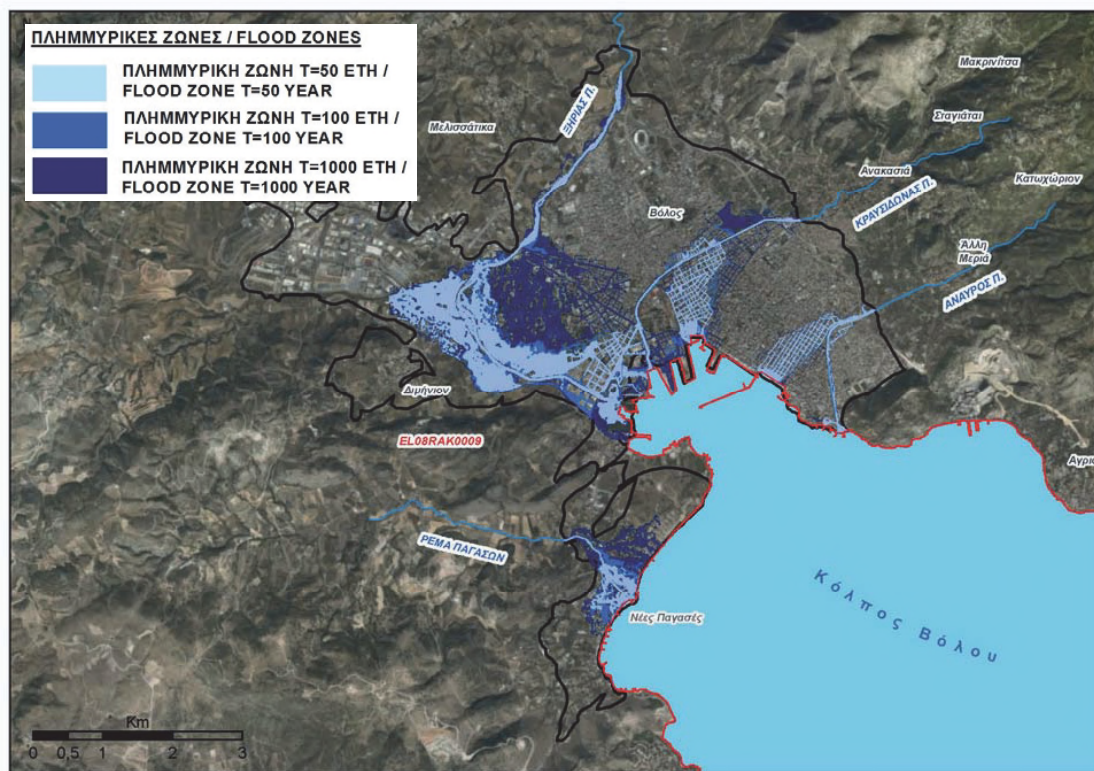 ΠΛΗΜΜΥΡΙΚΕΣ ΖΩΝΕΣ / FLOOD ZONES
ΠΛΗΜΜΥΡΙΚΗ ΖΩΝΗ T=50 ΕΤΗ /
FLOOD ZONE T=50 YEAR
ΠΛΗΜΜΥΡΙΚΗ ΖΩΝΗ T=100 ΕΤΗ /
FLOOD ZONE T=100 YEAR
ΠΛΗΜΜΥΡΙΚΗ ΖΩΝΗ T=1000 ΕΤΗ /
FLOOD ZONE T=1000 YEAR
Μακρινίτσα
Μελισσάτικα
ΞΗΡΙΑΣ Π.
Σταγιάται
Ανακασιά
Κατωχώριον
Βόλος
ΚΡΑΥΣΙΔΩΝΑΣ Π.
Άλλη
Μεριά
ΑΝΑΥΡΟΣ Π.
Διμήνιον
EL08RAK0009
Αγριά
ΡΕΜΑ ΠΑΓΑΣΩΝ
Νέες Παγασές
Κόλπος Βόλου
Km
0 0,5 1 2 3